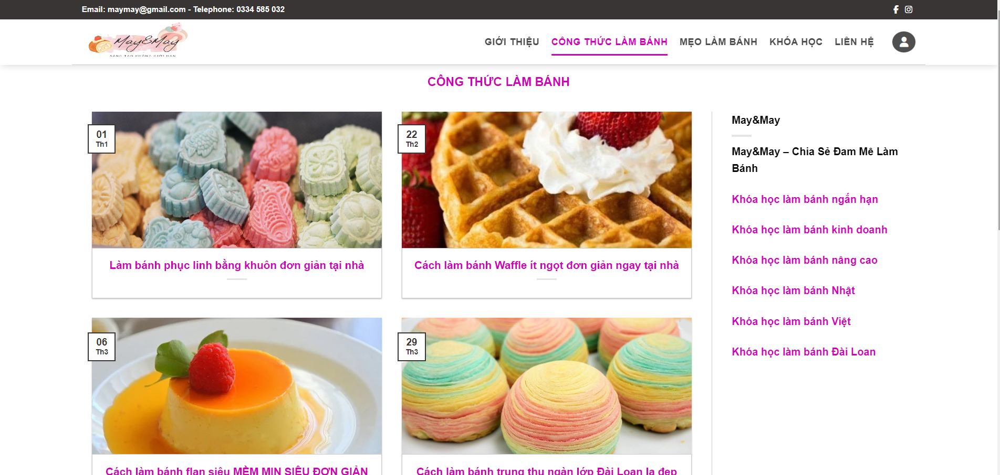 Email: maymay@gmail.com - Telephone: 0334 585 032
May&May
SÁNG TẠO KHÔNG GIỚI HẠN
GIỚI THIỆU
CÔNG THỨC LÀM BÁNH
MẸO LÀM BÁNH
KHÓA HỌC
LIÊN HỆ
CÔNG THỨC LÀM BÁNH
01
Th1
Làm bánh phục linh bằng khuôn đơn giản tại nhà
22
Th2
Cách làm bánh Waffle ít ngọt đơn giản ngay tại nhà
06
Th3
Cách làm bánh flan siêu MỀM MỊN SIÊU ĐƠN GIẢN
29
Th3
Cách làm bánh trung thu ngàn lớp Đài Loan lạ đẹp
May&May
May&May – Chia Sẻ Đam Mê Làm
Bánh
Khóa học làm bánh ngắn hạn
Khóa học làm bánh kinh doanh
Khóa học làm bánh nâng cao
Khóa học làm bánh Nhật
Khóa học làm bánh Việt
Khóa học làm bánh Đài Loan